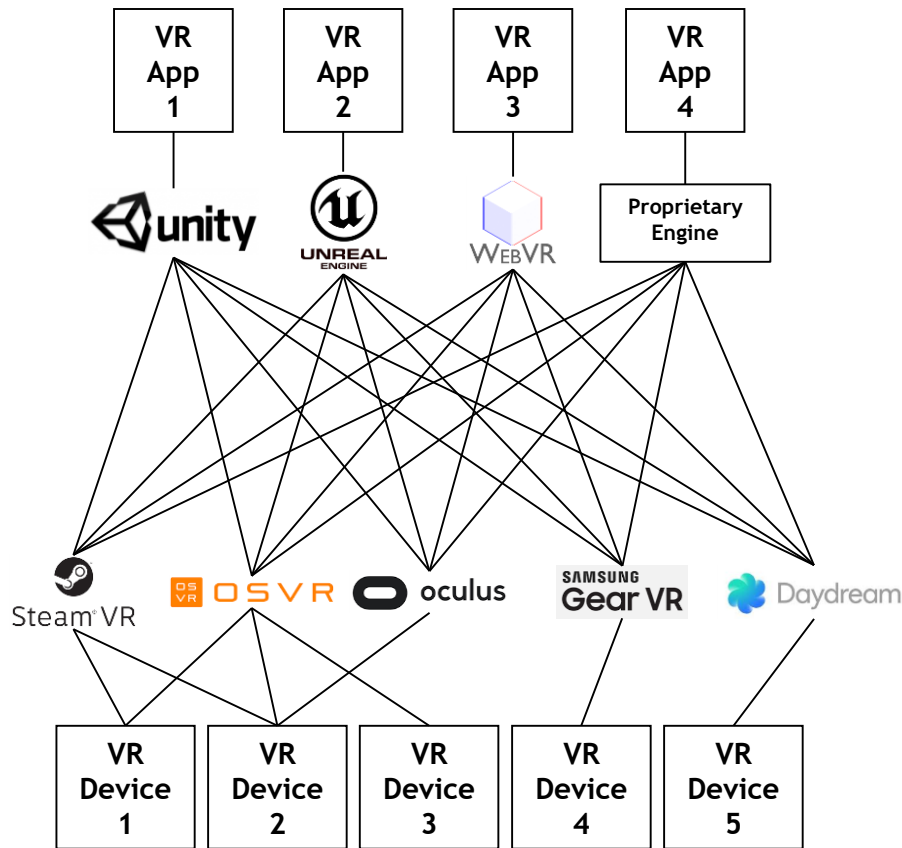 VR
App
1
VR
App
2
VR
App
3
VR
App
4
unity
UNREAL
ENGINE
WEBVR
Proprietary
Engine
Steam VR
OS
VR
OSVR
oculus
SAMSUNG
Gear VR
Daydream
VR
Device
1
VR
Device
2
VR
Device
3
VR
Device
4
VR
Device
5